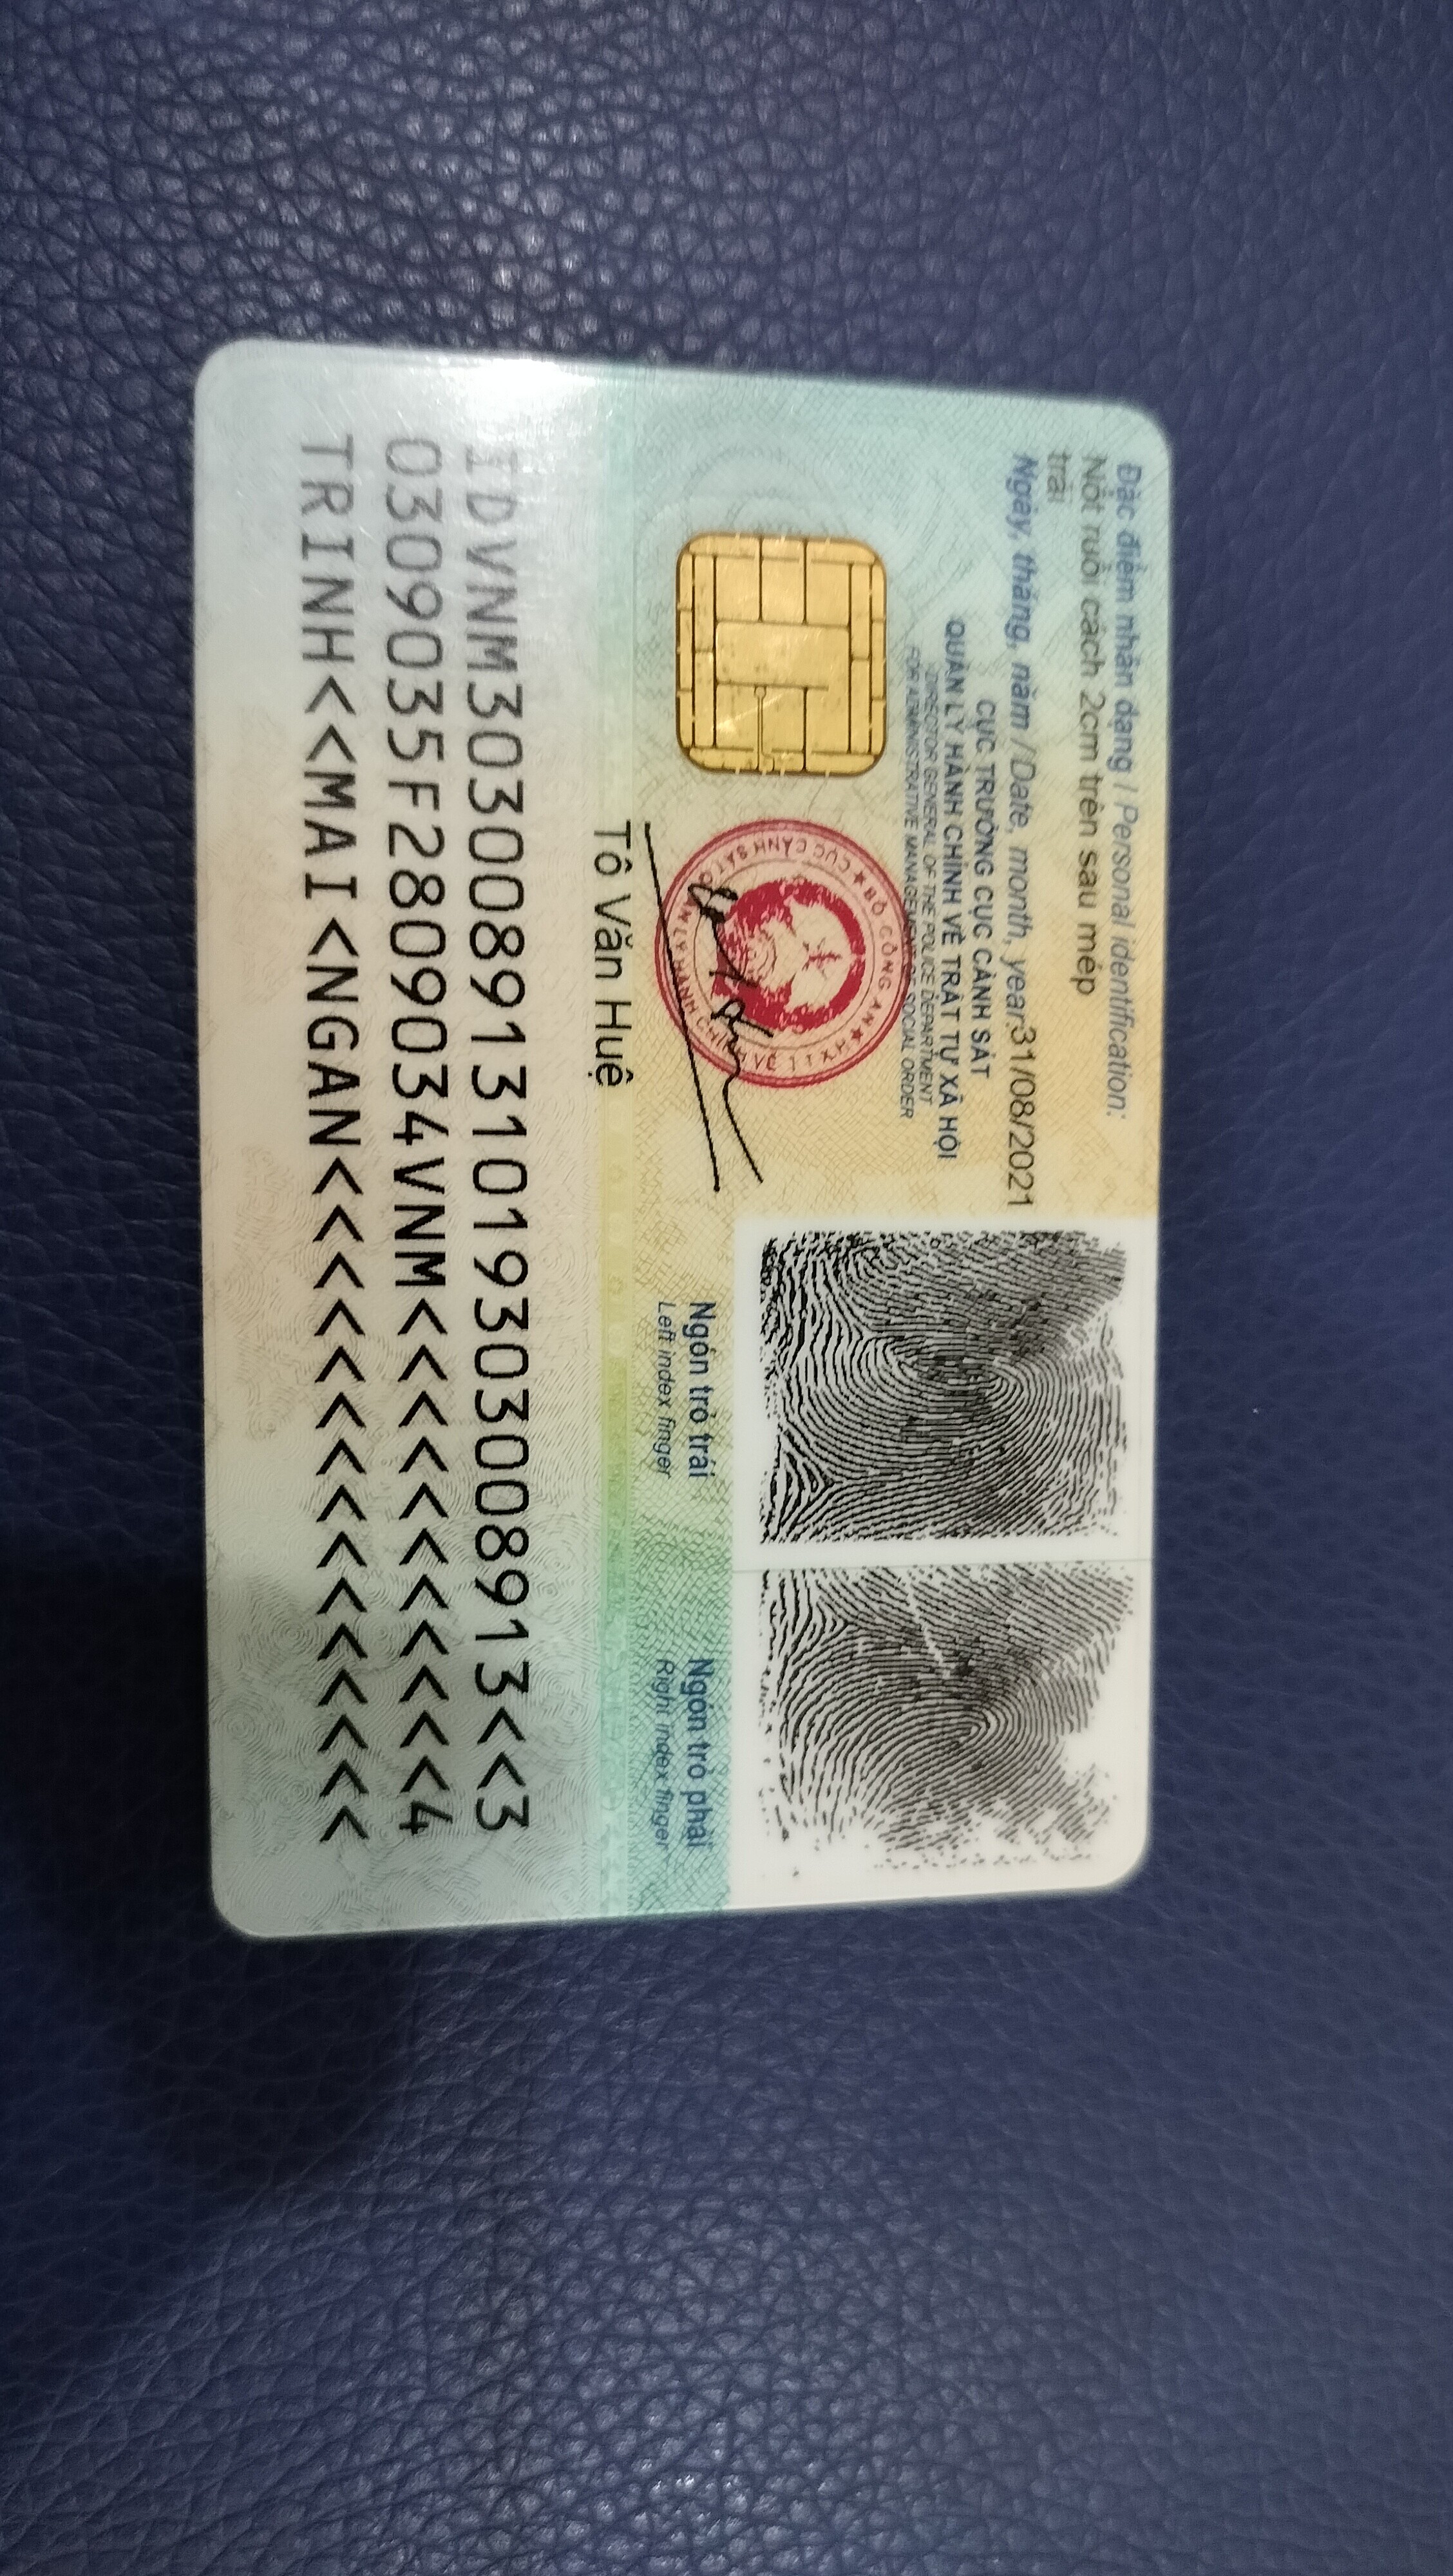 Đặc điểm nhân dạng / Personal identification:
Nốt ruồi cách 2cm trên sau mép
trái
Ngày, tháng, năm / Date, month, year: 31/08/2021
CỤC TRƯỞNG CỤC CẢNH SÁT
QUẢN LÝ HÀNH CHÍNH VỀ TRẬT TỰ XÃ HỘI
DIRECTOR GENERAL OF THE POLICE DEPARTMENT
FOR ADMINISTRATIVE MANAGEMENT OF SOCIAL ORDER
Tô Văn Huệ
Ngón trỏ trái
Left index finger
Ngón trỏ phải
Right index finger
IDVNM3030089131019303008913<<3
0309035F2809034VNM<<<<<<<<<<<4
TRINH<<MAI<NGAN<<<<<<<<<<<<<<<